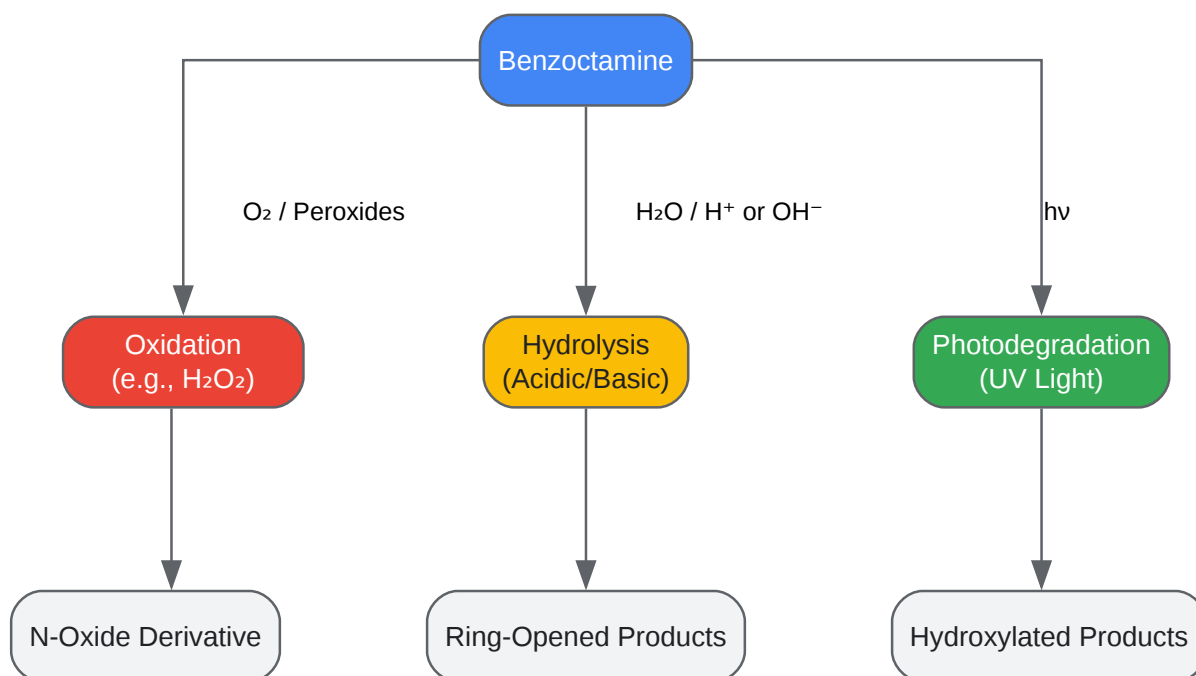 Benzoctamine
O₂ / Peroxides
H₂O / H⁺ or OH⁻
hν
Oxidation
(e.g., H₂O₂)
Hydrolysis
(Acidic/Basic)
Photodegradation
(UV Light)
N-Oxide Derivative
Ring-Opened Products
Hydroxylated Products